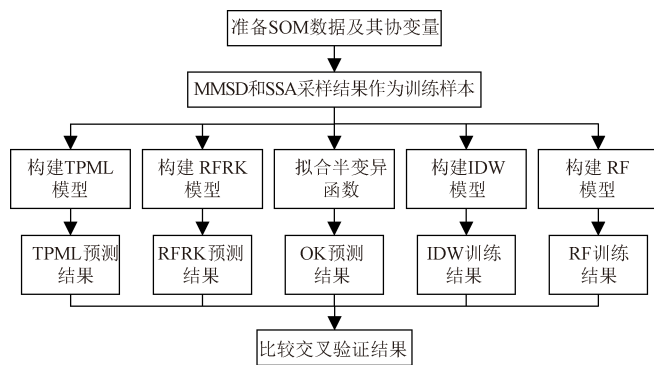 准备SOM数据及其协变量
MMSD和SSA采样结果作为训练样本
构建TPML
模型
构建 RFRK
模型
拟合半变异
函数
构建IDW
模型
构建 RF
模型
TPML预测
结果
RFRK预测
结果
OK预测
结果
IDW训练
结果
RF训练
结果
比较交叉验证结果